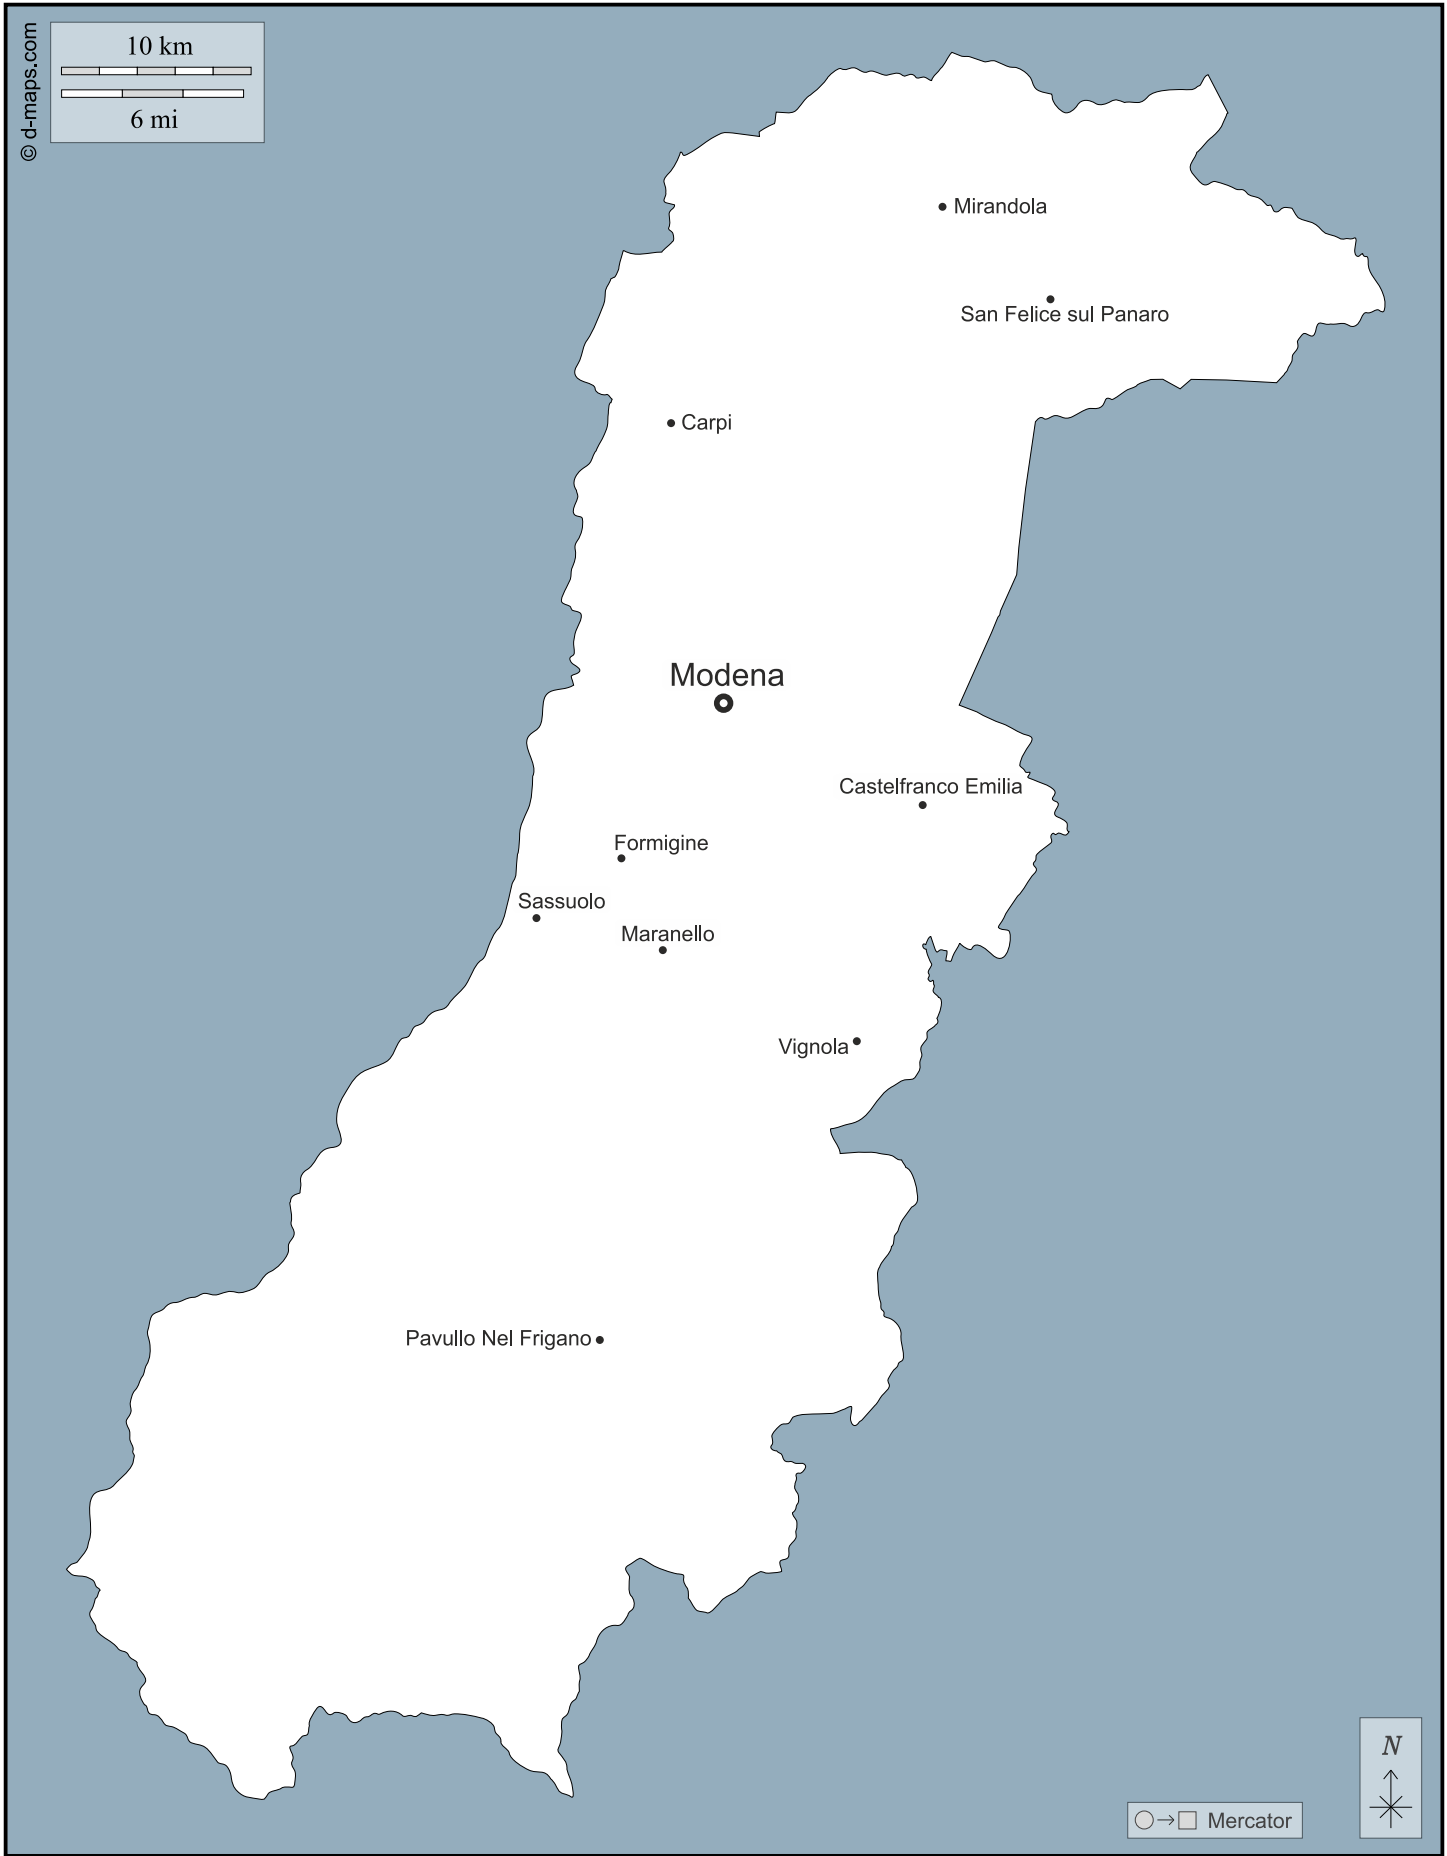 © d-maps.com
10 km
6 mi
Mirandola
San Felice sul Panaro
Carpi
Modena
Castelfranco Emilia
Formigine
Sassuolo
Maranello
Vignola
Pavullo Nel Frigano
N
Mercator